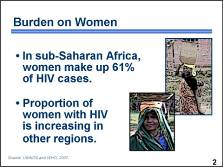 Burden on Women
• In sub-Saharan Africa,
women make up 61%
of HIV cases.
• Proportion of
women with HIV
is increasing in
other regions.
Source: UNAIDS and WHO, 2007.
2